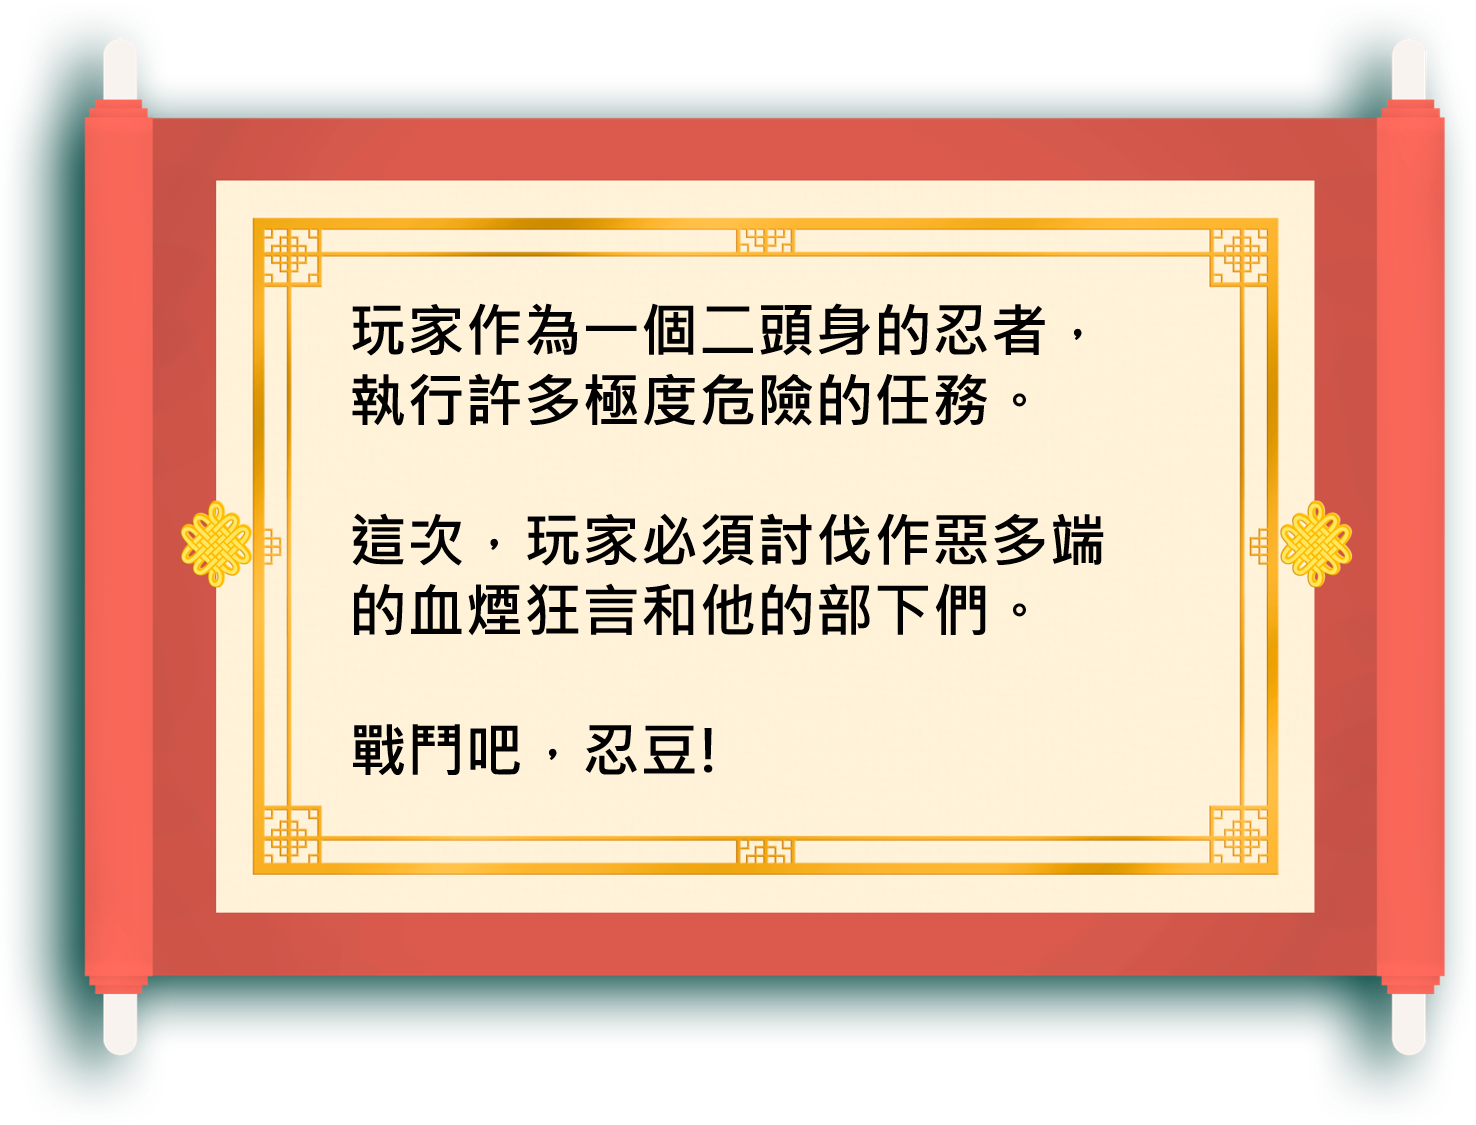 玩家作為一個二頭身的忍者，
執行許多極度危險的任務。
這次，玩家必須討伐作惡多端
的血煙狂言和他的部下們。
戰鬥吧，忍豆!